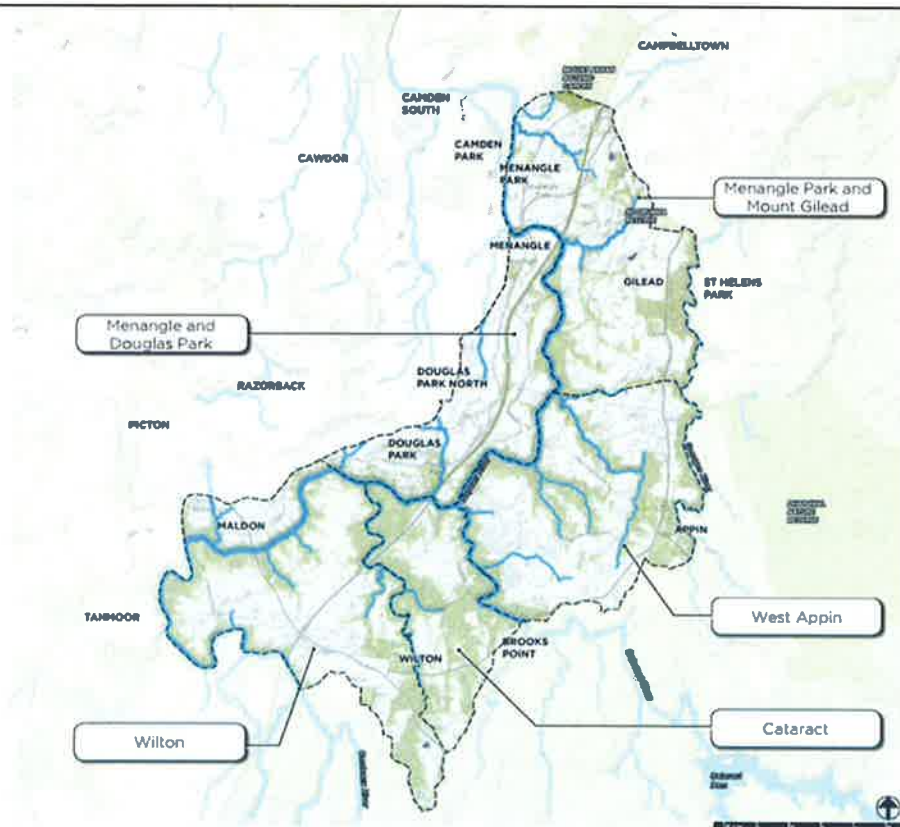 CAMPBELLTOWN
CAMDEN
SOUTH
CAMDEN
PARK
CAWDOR
MENANGLE
PARK
Menangle Park and
Mount Gilead
MENANGLE
GILEAD
ST HELENS
PARK
Menangle and
Douglas Park
DOUGLAS
PARK NORTH
RAZORBACK
PICTON
DOUGLAS
PARK
MALDON
APPIN
TAHMOOR
West Appin
BROOKS
POINT
WILTON
Wilton
Cataract